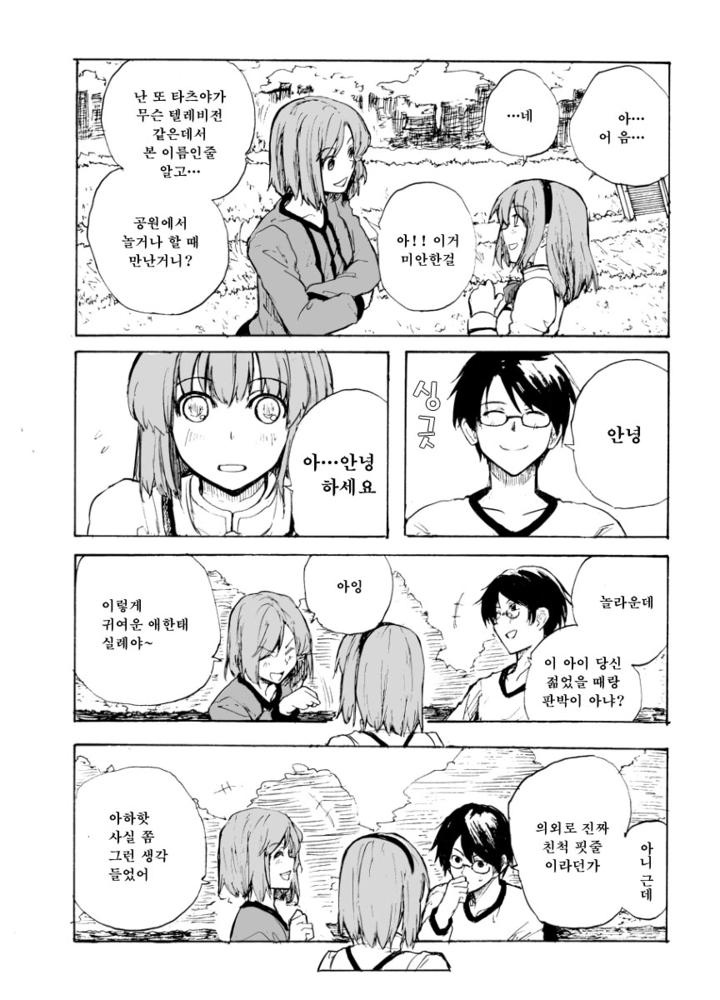 아…
어 음…
…네
아!! 이거
미안한걸
난 또 타츠야가
무슨 텔레비전
같은데서
본 이름인줄
알고…
공원에서
놀거나 할 때
만난거니?
안녕
싱긋
아…안녕
하세요
놀라운데
이 아이 당신
젊었을 때랑
판박이 아냐?
아잉
이렇게
귀여운 애한태
실례야~
아니 근데
의외로 진짜
친척 핏줄
이라던가
아하핫
사실 쫌
그런 생각
들었어